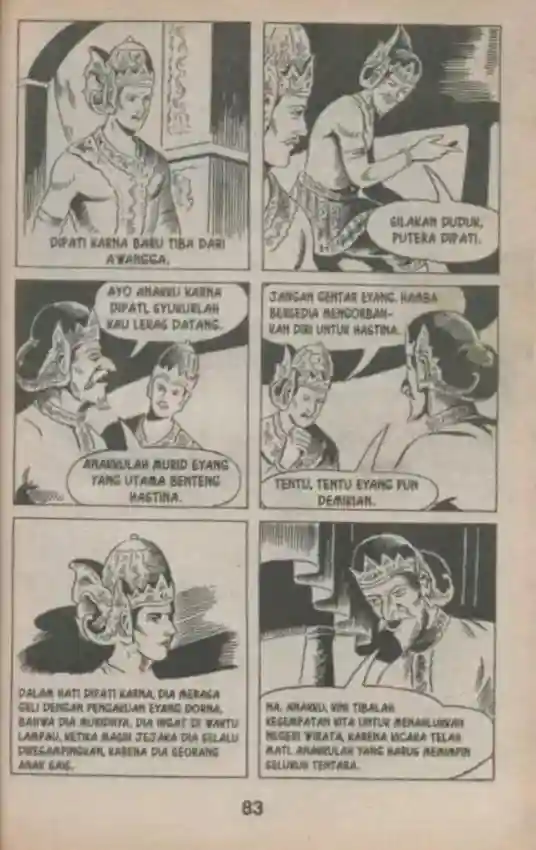 DIPATI KARNA BARU TIBA DARI
AWANGGA.
SILAKAN DUDUK,
PUTERA DIPATI.
AYO ANAKKU KARNA
DIPATI, SYUKURLAH
KAU LEKAS DATANG.
ANAKKULAH MURID EYANG
YANG UTAMA BENTENG
HASTINA.
JANGAN GENTAR EYANG, HAMBA
BERSEDIA MENGORBAN-
KAN DIRI UNTUK HASTINA.
TENTU, TENTU EYANG PUN
DEMIKIAN.
DALAM HATI DIPATI KARNA, DIA MERASA
GELI DENGAN PENGAKUAN EYANG DORNA,
BAHWA DIA MURIDNYA. DIA INGAT DI WAKTU
LAMPAU, KETIKA MASIH JEJAKA DIA SELALU
DIKESAMPINGKAN, KARENA DIA SEORANG
ANAK SAIS.
NA, ANAKKU, KINI TIBALAH
KESEMPATAN KITA UNTUK MENAKLUKKAN
NEGERI WIRATA, KARENA KICAKA TELAH
MATI. ANAKKULAH YANG HARUS MEMIMPIN
SELURUH TENTARA.
83